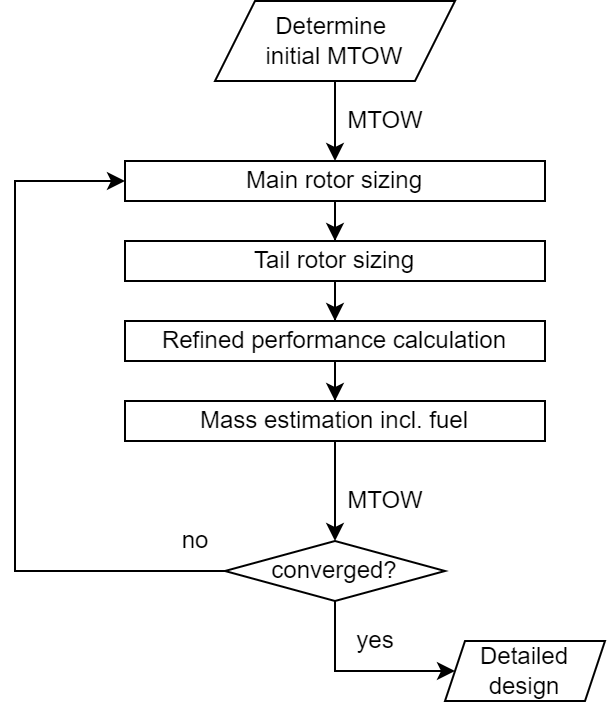 Determine
initial MTOW
MTOW
Main rotor sizing
Tail rotor sizing
Refined performance calculation
Mass estimation incl. fuel
MTOW
no
converged?
yes
Detailed
design